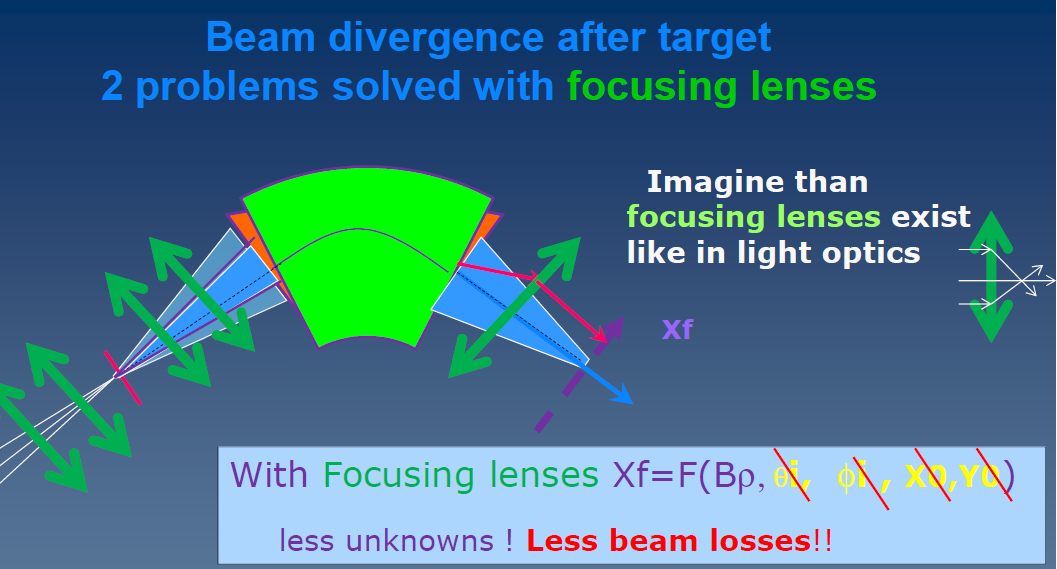 Beam divergence after target
2 problems solved with focusing lenses
Imagine than
focusing lenses exist
like in light optics
Xf
With Focusing lenses Xf=F(Bρ, θi, ϕi , X0,Y0)
less unknowns ! Less beam losses!!